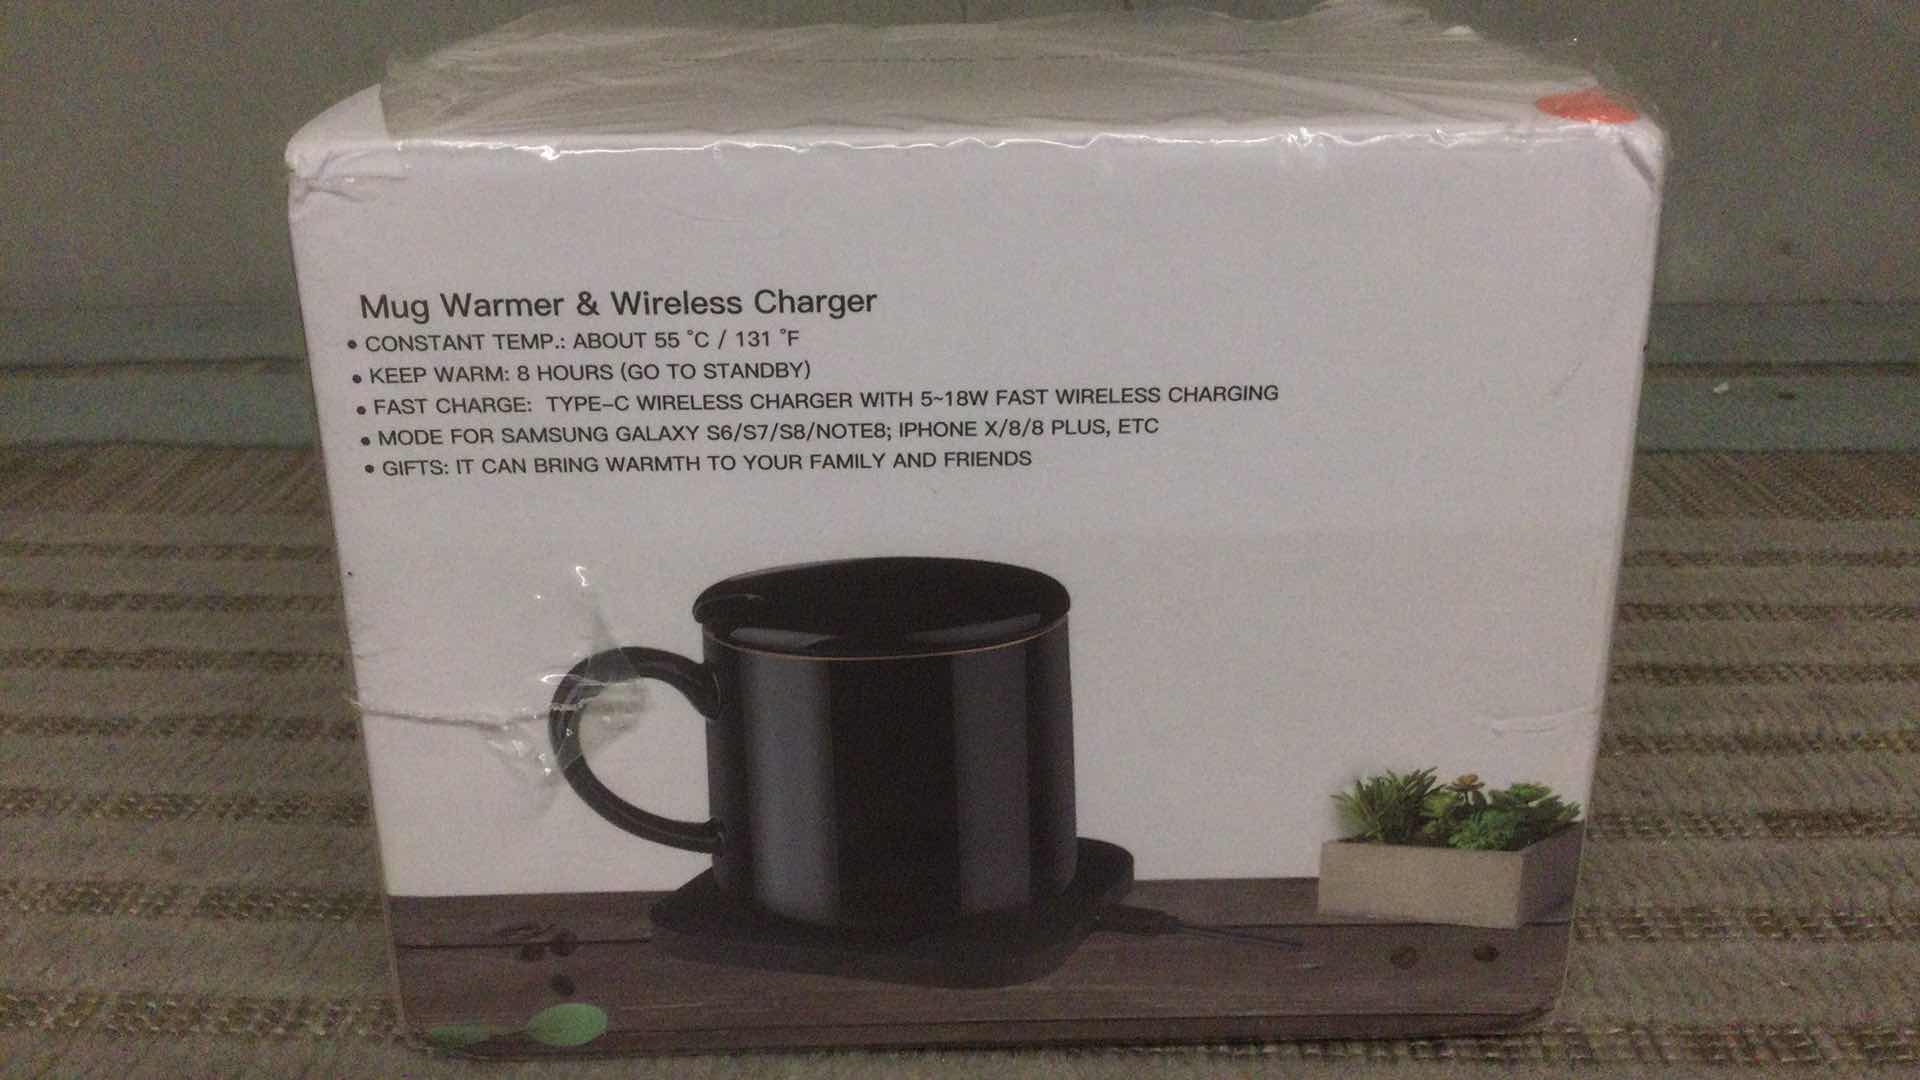 Mug Warmer & Wireless Charger
• CONSTANT TEMP.: ABOUT 55 °C / 131 °F
• KEEP WARM: 8 HOURS (GO TO STANDBY)
• FAST CHARGE: TYPE-C WIRELESS CHARGER WITH 5~18W FAST WIRELESS CHARGING
• MODE FOR SAMSUNG GALAXY S6/S7/S8/NOTE8; IPHONE X/8/8 PLUS, ETC
• GIFTS: IT CAN BRING WARMTH TO YOUR FAMILY AND FRIENDS